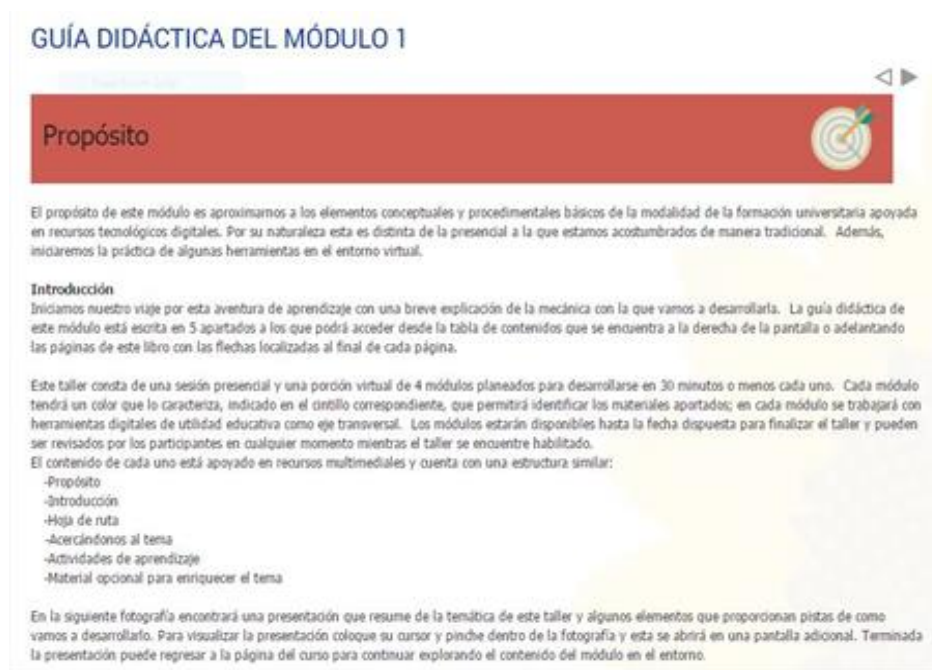 GUÍA DIDÁCTICA DEL MÓDULO 1
Propósito
El propósito de este módulo es aproximarnos a los elementos conceptuales y procedimentales básicos de la modalidad de la formación universitaria apoyada
en recursos tecnológicos digitales. Por su naturaleza esta es distinta de la presencial a la que estamos acostumbrados de manera tradicional. Además,
iniciaremos la práctica de algunas herramientas en el entorno virtual.
Introducción
Iniciamos nuestro viaje por esta aventura de aprendizaje con una breve explicación de la mecánica con la que vamos a desarrollarla. La guía didáctica de
este módulo está escrita en 5 apartados a los que podrá acceder desde la tabla de contenidos que se encuentra a la derecha de la pantalla o adelantando
las páginas de este libro con las flechas localizadas al final de cada página.
Este taller consta de una sesión presencial y una porción virtual de 4 módulos planeados para desarrollarse en 30 minutos o menos cada uno. Cada módulo
tendrá un color que lo caracteriza, indicado en el cintillo correspondiente, que permitirá identificar los materiales aportados; en cada módulo se trabajará con
herramientas digitales de utilidad educativa como eje transversal. Los módulos estarán disponibles hasta la fecha dispuesta para finalizar el taller y pueden
ser revisados por los participantes en cualquier momento mientras el taller se encuentre habilitado.
El contenido de cada uno está apoyado en recursos multimediales y cuenta con una estructura similar:
-Propósito
-Introducción
-Hoja de ruta
-Acercándonos al tema
-Actividades de aprendizaje
-Material opcional para enriquecer el tema
En la siguiente fotografía encontrará una presentación que resume de la temática de este taller y algunos elementos que proporcionan pistas de como
vamos a desarrollarlo. Para visualizar la presentación coloque su cursor y pinche dentro de la fotografía y esta se abrirá en una pantalla adicional. Terminada
la presentación puede regresar a la página del curso para continuar explorando el contenido del módulo en el entorno.